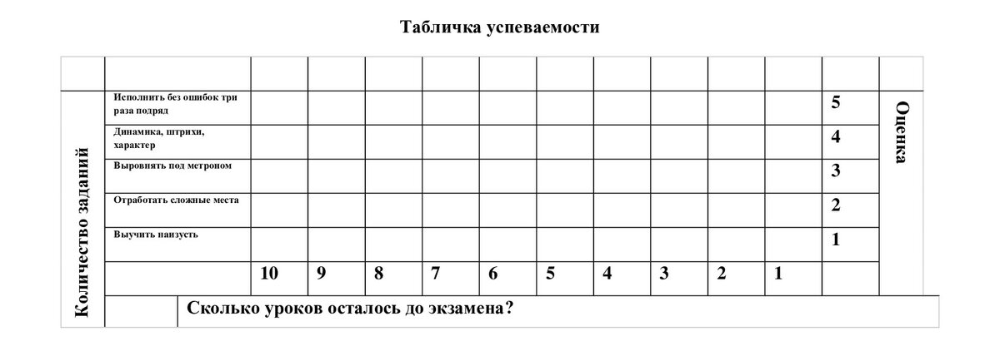 Табличка успеваемости
Количество заданий
Исполнить без ошибок три
раза подряд
5
Оценка
Динамика, штрихи,
характер
4
Выровнять под метроном
3
Отработать сложные места
2
Выучить наизусть
1
10 9 8 7 6 5 4 3 2 1
Сколько уроков осталось до экзамена?